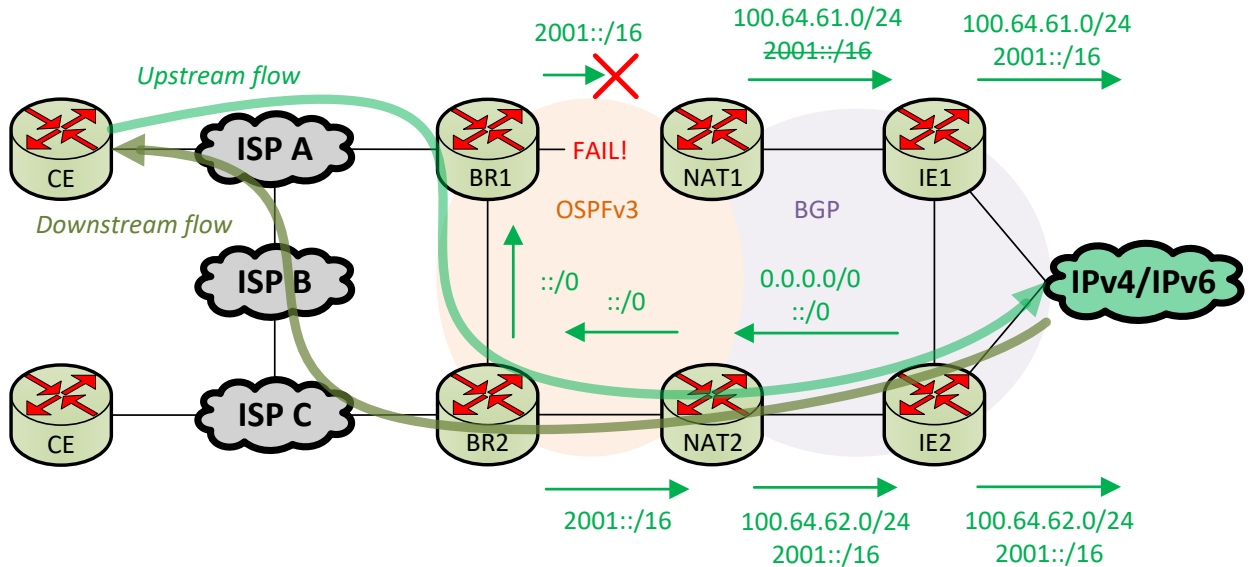 2001::/16
100.64.61.0/24
2001::/16
100.64.61.0/24
2001::/16
Upstream flow
CE
ISP A
BR1
FAIL!
NAT1
IE1
Downstream flow
OSPFv3
BGP
ISP B
::/0
::/0
0.0.0.0/0
::/0
IPv4/IPv6
CE
ISP C
BR2
NAT2
IE2
2001::/16
100.64.62.0/24
2001::/16
100.64.62.0/24
2001::/16